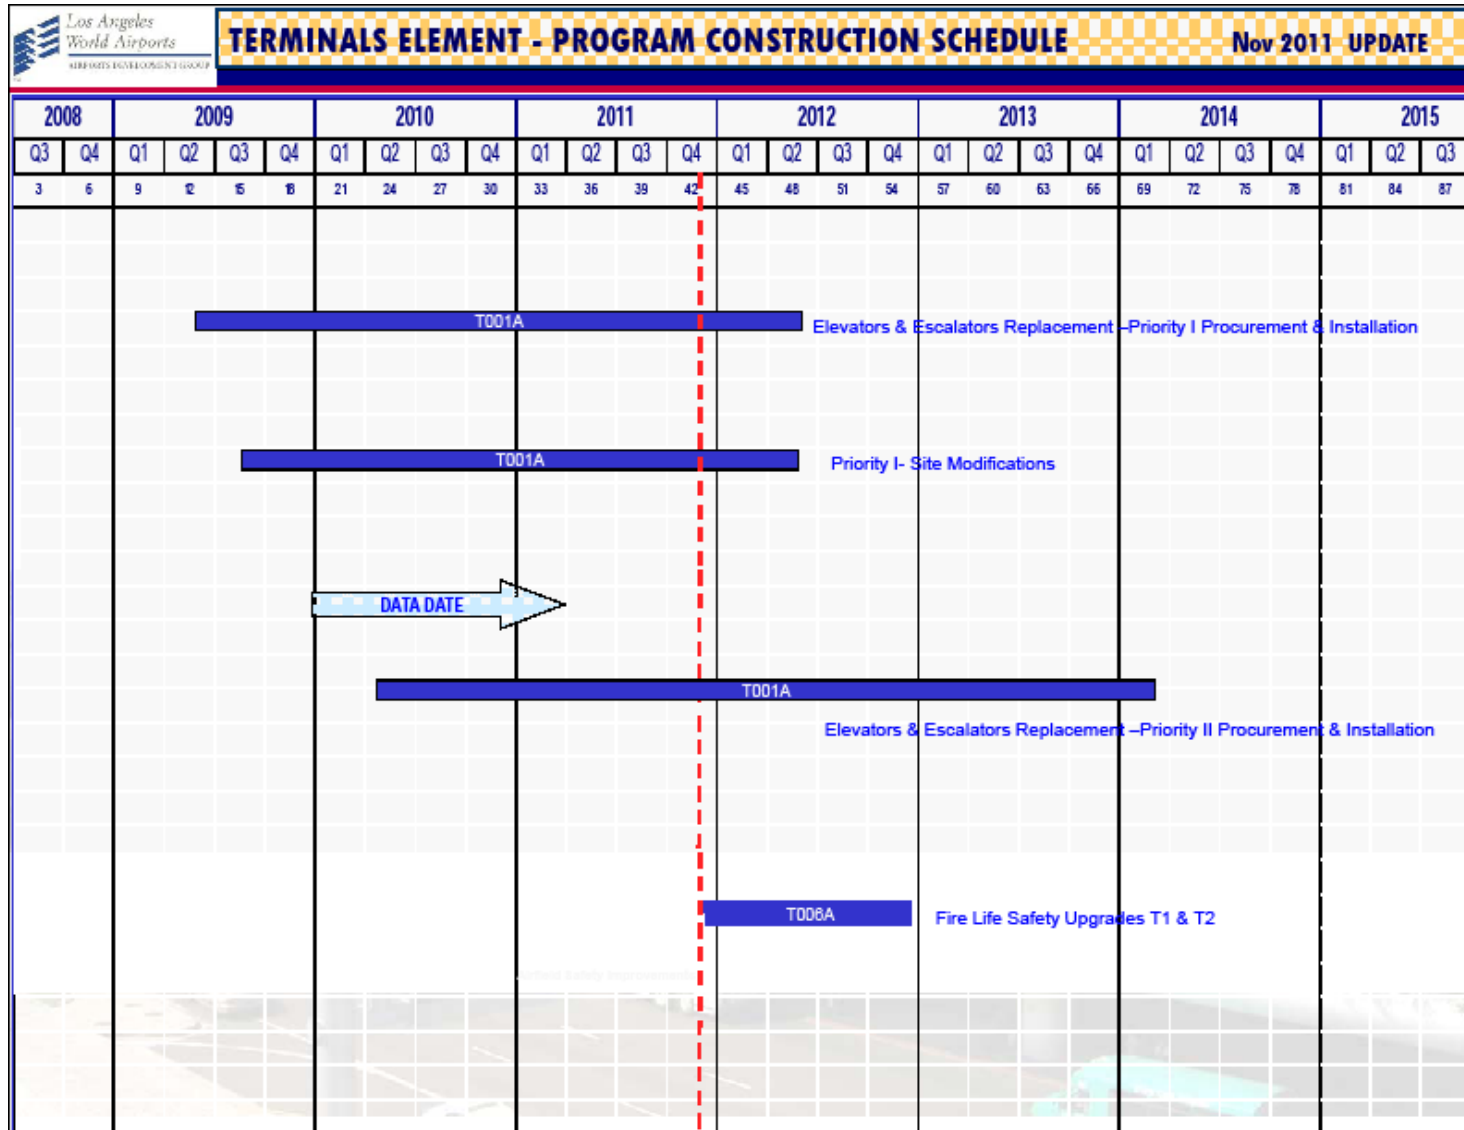 Los Angeles
World Airports
AIRPORTS DEVELOPMENT GROUP
TERMINALS ELEMENT - PROGRAM CONSTRUCTION SCHEDULE
Nov 2011 UPDATE
2008 2009 2010 2011 2012 2013 2014 2015
Q3 Q4 Q1 Q2 Q3 Q4 Q1 Q2 Q3 Q4 Q1 Q2 Q3 Q4 Q1 Q2 Q3 Q4 Q1 Q2 Q3 Q4 Q1 Q2 Q3 Q4 Q1 Q2 Q3
3 6 9 12 15 18 21 24 27 30 33 36 39 42 45 48 51 54 57 60 63 66 69 72 75 78 81 84 87
T001A
Elevators & Escalators Replacement –Priority I Procurement & Installation
T001A
Priority I- Site Modifications
DATA DATE
T001A
Elevators & Escalators Replacement –Priority II Procurement & Installation
T006A
Fire Life Safety Upgrades T1 & T2